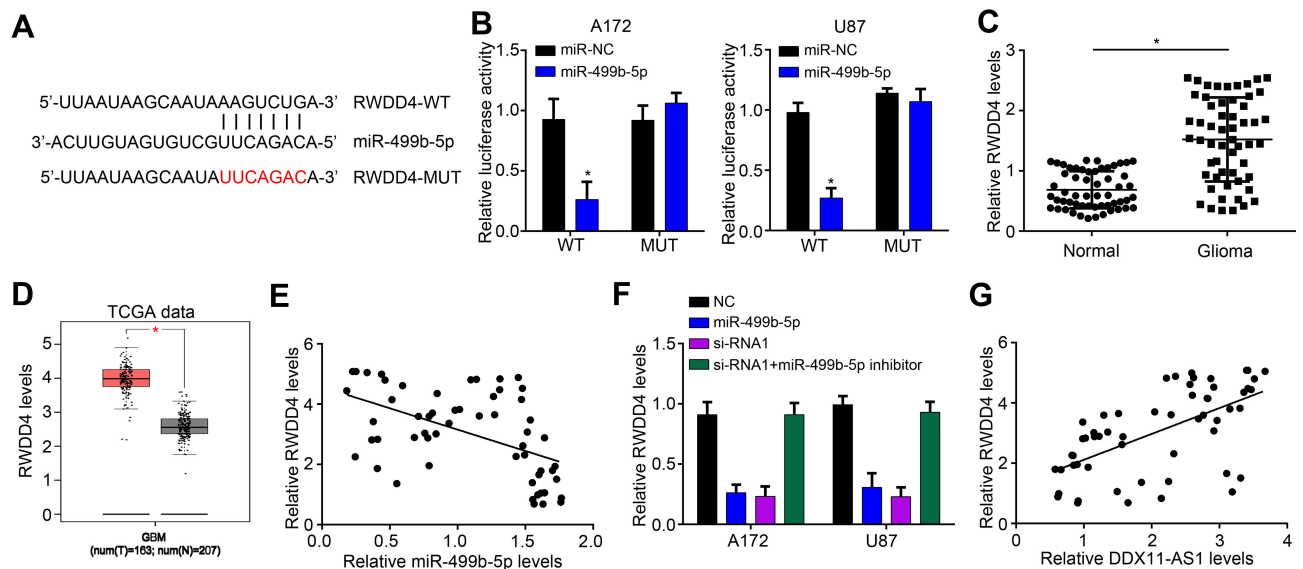 A
5’-UUAAUAAGCAAUAAAGUCUGA-3’ RWDD4-WT
3’-ACUUGUAGUGUCGUUCAGACA-5’ miR-499b-5p
5’-UUAAUAAGCAAUAUUCAGACA-3’ RWDD4-MUT
B
A172
Relative luciferase activity
1.5
1.0
0.5
0.0
miR-NC
miR-499b-5p
*
WT
MUT
U87
Relative luciferase activity
1.5
1.0
0.5
0.0
miR-NC
miR-499b-5p
*
WT
MUT
C
Relative RWDD4 levels
3
2
1
0
*
Normal
Glioma
D
TCGA data
RWDD4 levels
5
4
3
2
1
0
*
GBM
(num(T)=163; num(N)=207)
E
Relative RWDD4 levels
6
4
2
0
0.0
0.5
1.0
1.5
2.0
Relative miR-499b-5p levels
F
NC
miR-499b-5p
si-RNA1
si-RNA1+miR-499b-5p inhibitor
Relative RWDD4 levels
1.5
1.0
0.5
0.0
A172
U87
G
Relative RWDD4 levels
6
4
2
0
0
1
2
3
4
Relative DDX11-AS1 levels